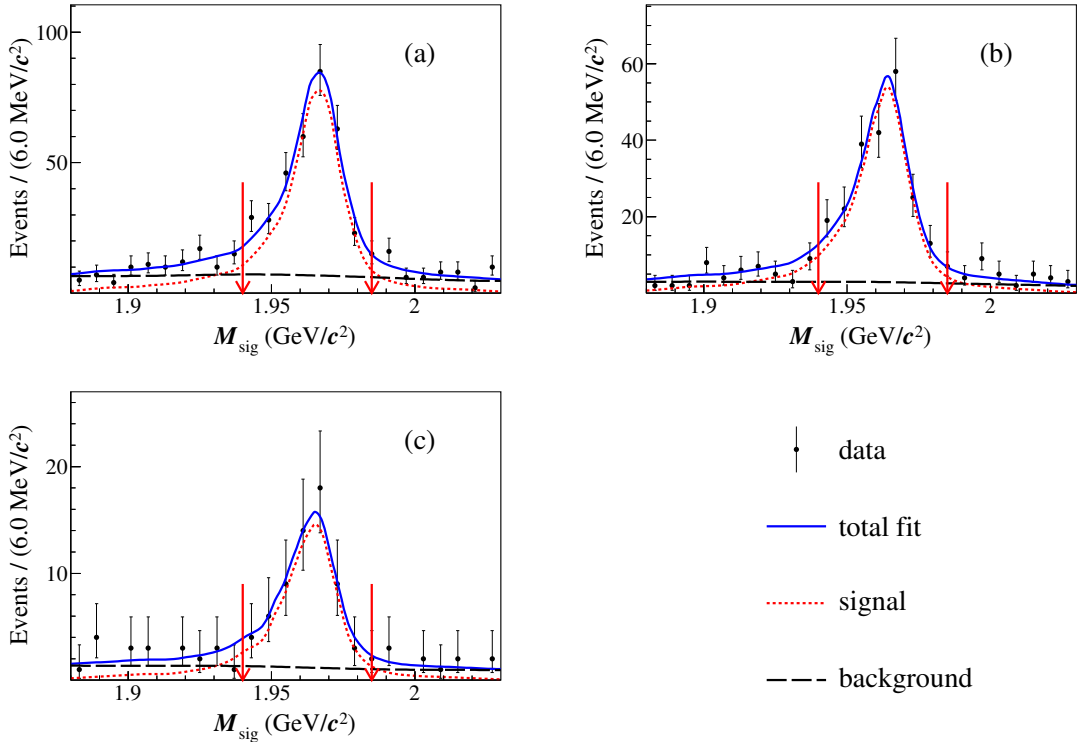 Events / (6.0 MeV/c²)
100
50
(a)
1.9
1.95
2
M_sig (GeV/c²)
Events / (6.0 MeV/c²)
60
40
20
(b)
1.9
1.95
2
M_sig (GeV/c²)
Events / (6.0 MeV/c²)
20
10
(c)
1.9
1.95
2
M_sig (GeV/c²)
data
total fit
signal
background